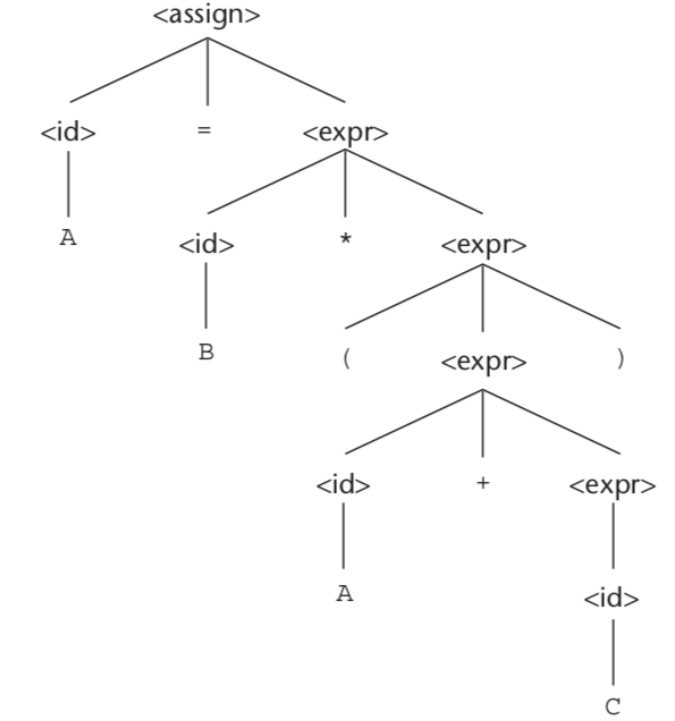 <assign>
<id> = <expr>
A <id> * <expr>
B ( <expr> )
<id> + <expr>
A <id>
C